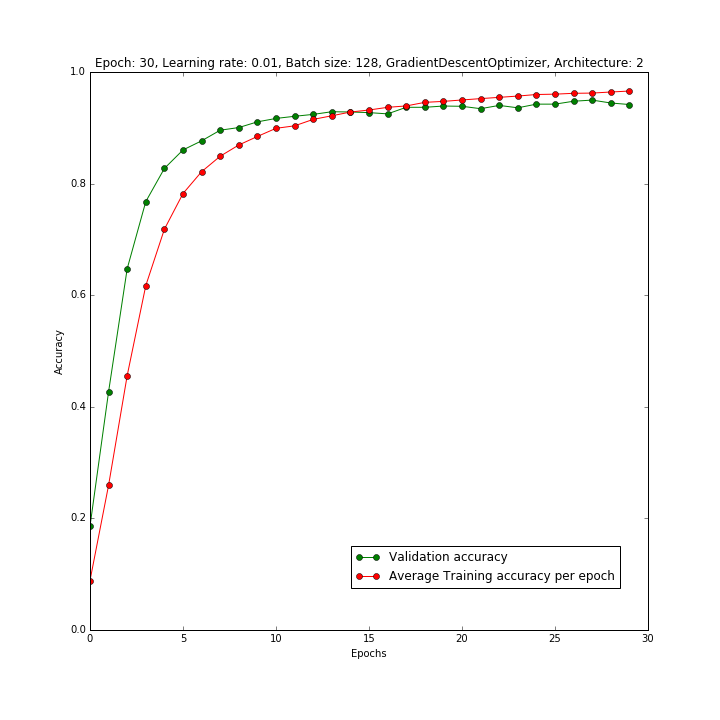 Epoch: 30, Learning rate: 0.01, Batch size: 128, GradientDescentOptimizer, Architecture: 2
1.0
0.8
0.6
0.4
0.2
0.0
Accuracy
Validation accuracy
Average Training accuracy per epoch
0 5 10 15 20 25 30
Epochs